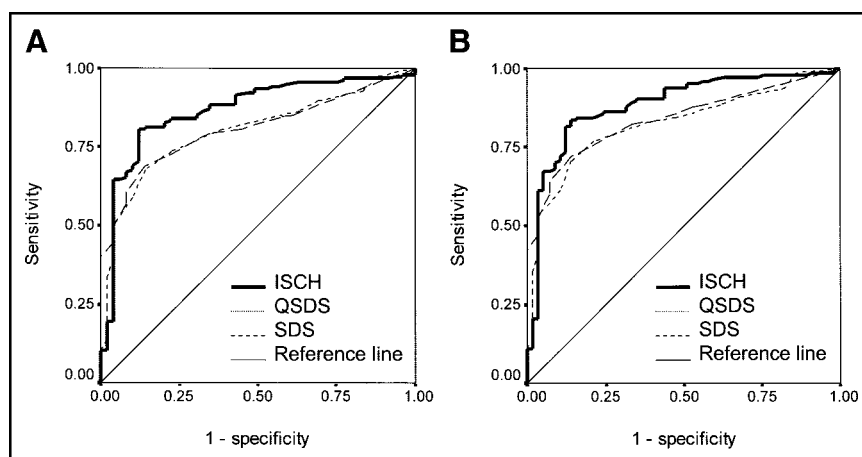 A
1.00
0.75
0.50
0.25
0.00
Sensitivity
ISCH
QSDS
SDS
Reference line
0.00 0.25 0.50 0.75 1.00
1 - specificity
B
1.00
0.75
0.50
0.25
0.00
Sensitivity
ISCH
QSDS
SDS
Reference line
0.00 0.25 0.50 0.75 1.00
1 - specificity